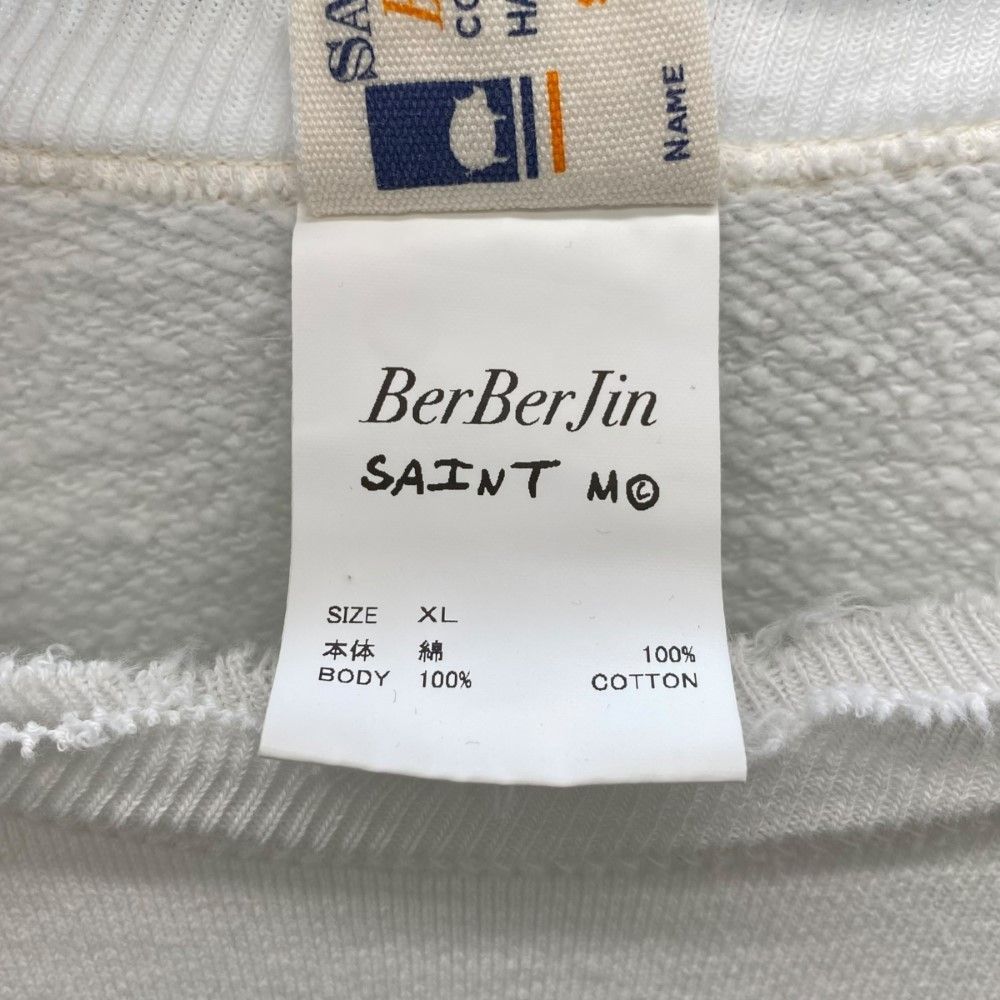 NAME
BerBerJin
SAINT M©
SIZE XL
本体 綿 100%
BODY 100% COTTON